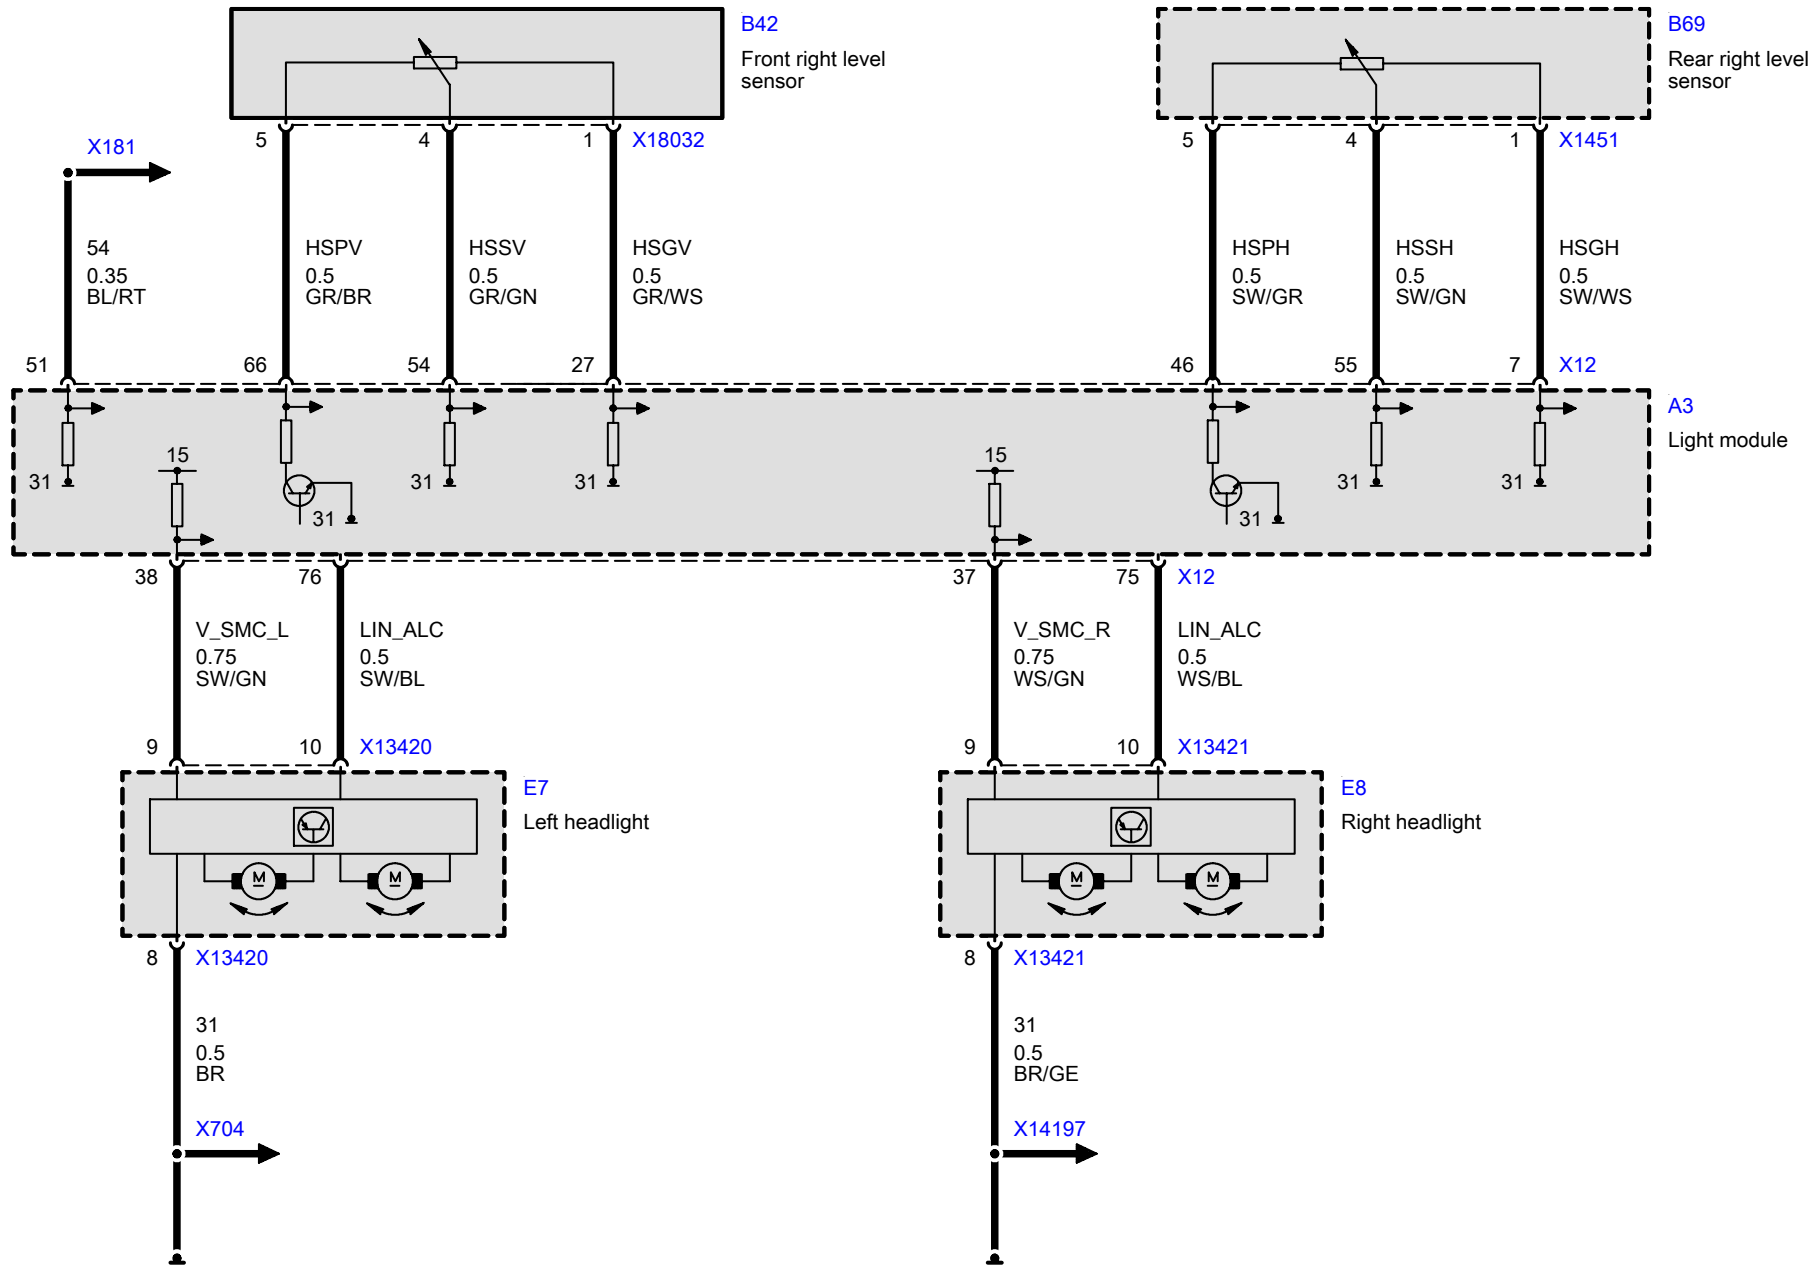 B42
Front right level
sensor
B69
Rear right level
sensor
X181
5
4
1
X18032
5
4
1
X1451
54
0.35
BL/RT
HSPV
0.5
GR/BR
HSSV
0.5
GR/GN
HSGV
0.5
GR/WS
HSPH
0.5
SW/GR
HSSH
0.5
SW/GN
HSGH
0.5
SW/WS
51
66
54
27
46
55
7
X12
A3
Light module
31
15
31
31
31
15
31
31
31
38
76
37
75
X12
V_SMC_L
0.75
SW/GN
LIN_ALC
0.5
SW/BL
V_SMC_R
0.75
WS/GN
LIN_ALC
0.5
WS/BL
9
10
X13420
9
10
X13421
E7
Left headlight
M
M
E8
Right headlight
M
M
8
X13420
8
X13421
31
0.5
BR
31
0.5
BR/GE
X704
X14197